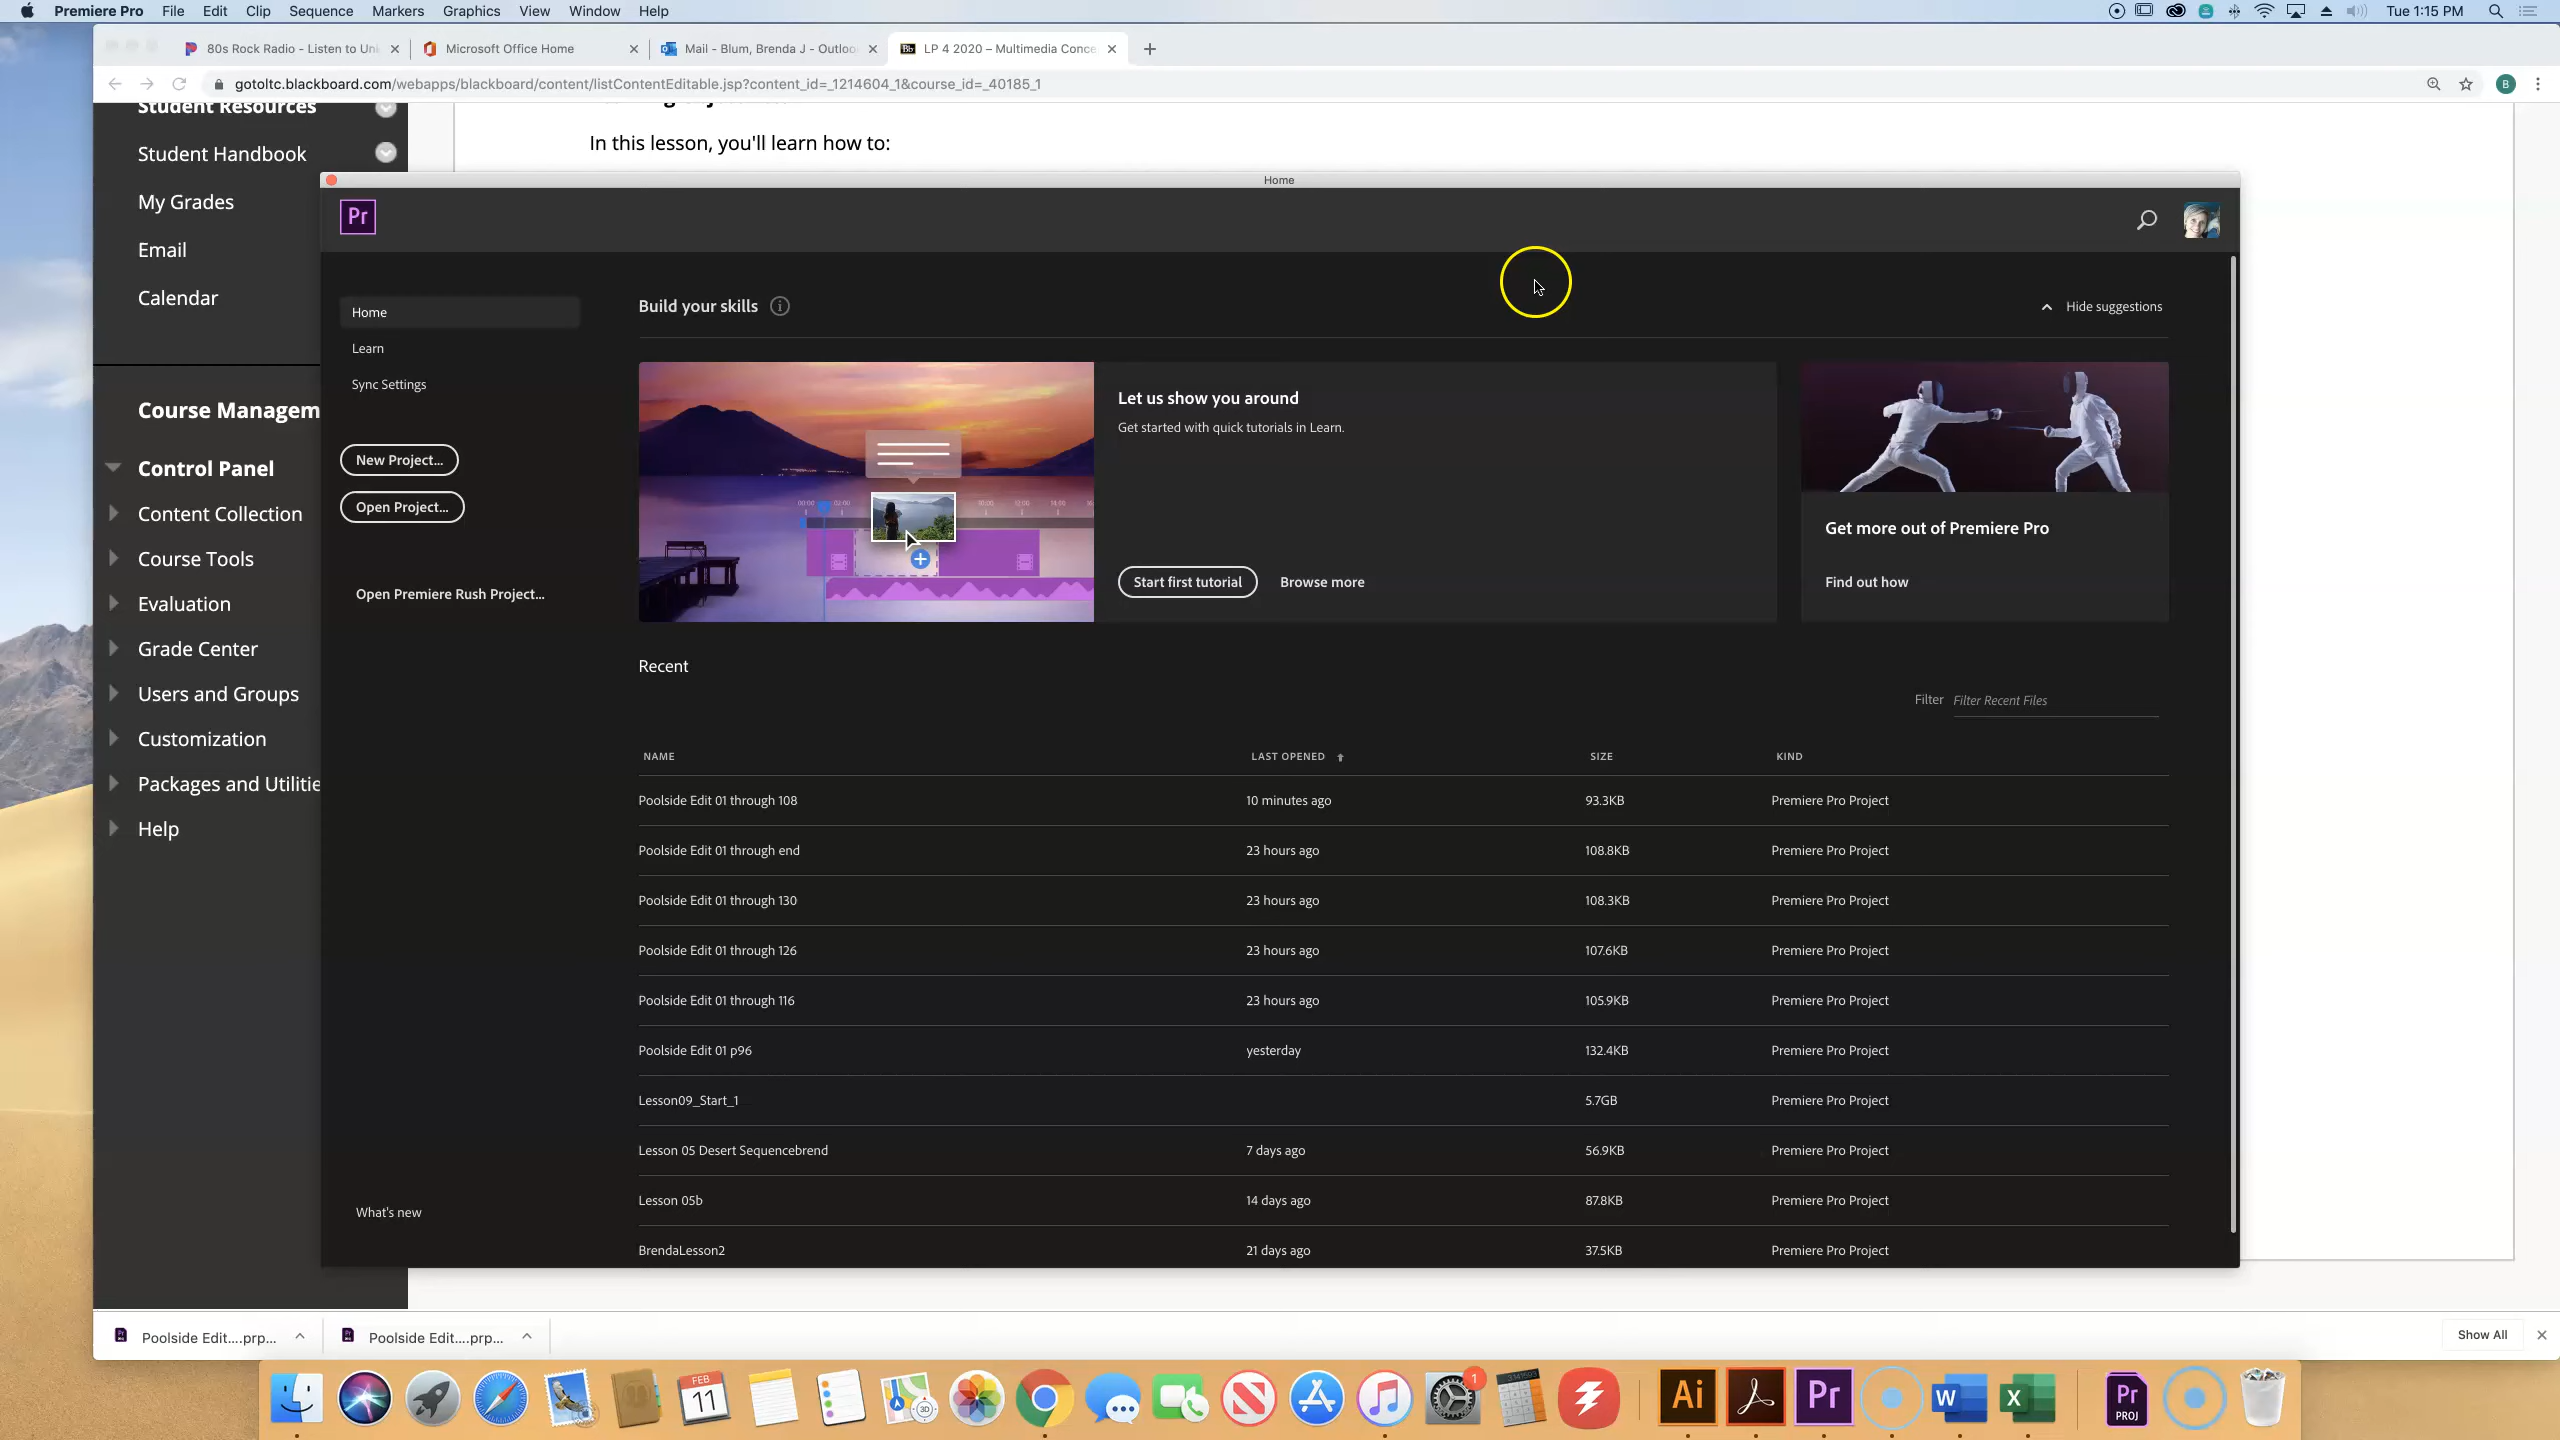 Premiere Pro File Edit Clip Sequence Markers Graphics View Window Help Tue 1:15 PM
80s Rock Radio - Listen to Un Microsoft Office Home Mail - Blum, Brenda J - Outlo LP 4 2020 – Multimedia Conce
gotoltc.blackboard.com/webapps/blackboard/content/listContentEditable.jsp?content_id=_1214604_1&course_id=_40185_1 B
Student Resources
In this lesson, you'll learn how to:
Student Handbook
My Grades
Email
Calendar
Course Managem
Control Panel
Content Collection
Course Tools
Evaluation
Grade Center
Users and Groups
Customization
Packages and Utilitie
Help
Home
Pr
Home
Learn
Sync Settings
New Project...
Open Project...
Open Premiere Rush Project...
What's new
Build your skills Hide suggestions
Let us show you around
Get started with quick tutorials in Learn.
Start first tutorial Browse more
Get more out of Premiere Pro
Find out how
Recent
Filter Filter Recent Files
NAME LAST OPENED SIZE KIND
Poolside Edit 01 through 108 10 minutes ago 93.3KB Premiere Pro Project
Poolside Edit 01 through end 23 hours ago 108.8KB Premiere Pro Project
Poolside Edit 01 through 130 23 hours ago 108.3KB Premiere Pro Project
Poolside Edit 01 through 126 23 hours ago 107.6KB Premiere Pro Project
Poolside Edit 01 through 116 23 hours ago 105.9KB Premiere Pro Project
Poolside Edit 01 p96 yesterday 132.4KB Premiere Pro Project
Lesson09_Start_1 5.7GB Premiere Pro Project
Lesson 05 Desert Sequencebrend 7 days ago 56.9KB Premiere Pro Project
Lesson 05b 14 days ago 87.8KB Premiere Pro Project
BrendaLesson2 21 days ago 37.5KB Premiere Pro Project
Poolside Edit....prp... Poolside Edit....prp... Show All
FEB 11 3D 1 Ai Pr W X Pr PROJ